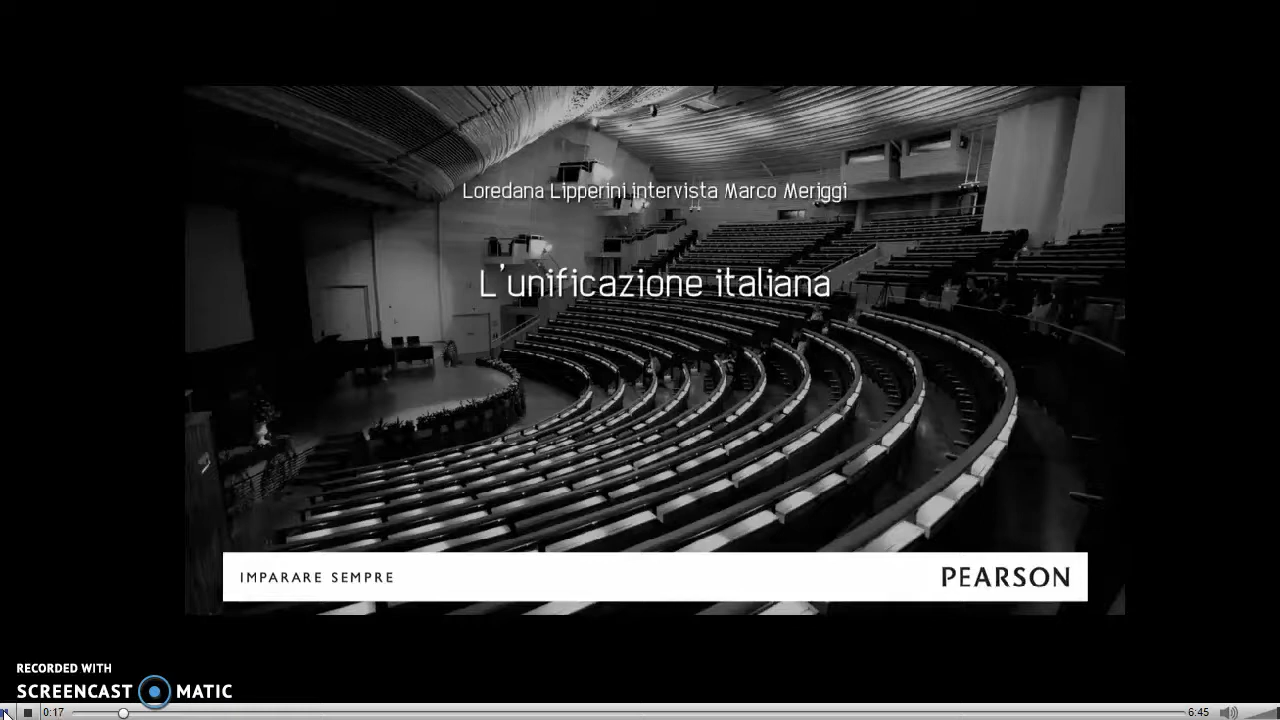 Loredana Lipperini intervista Marco Meriggi
L'unificazione italiana
IMPARARE SEMPRE
PEARSON
RECORDED WITH
SCREENCAST MATIC
0:17
6:45